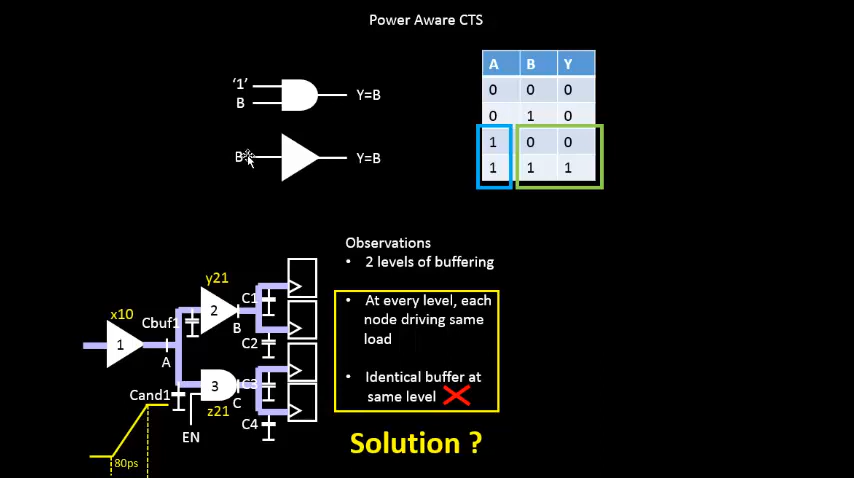 Power Aware CTS
'1'
B
Y=B
B
Y=B
A B Y
0 0 0
0 1 0
1 0 0
1 1 1
Observations
• 2 levels of buffering
• At every level, each
node driving same
load
• Identical buffer at
same level
Solution ?
x10
1
A
Cbuf1
y21
2
B
C1
C2
Cand1
3
C
z21
EN
C3
C4
80ps